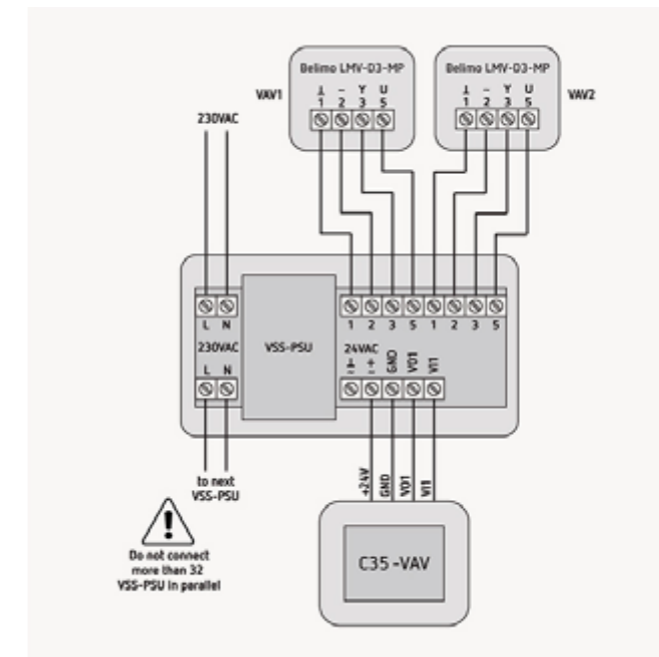 Belimo LMV-D3-MP
Belimo LMV-D3-MP
VAV1
⊥ – Y U
1 2 3 5
⊥ – Y U
1 2 3 5
VAV2
230VAC
L N
1 2 3 5 1 2 3 5
230VAC
VSS-PSU
24VAC
L N
⊥ + GND VO1 VI1
to next
VSS-PSU
+24V GND VO1 VI1
Do not connect
more than 32
VSS-PSU in parallel
C35-VAV